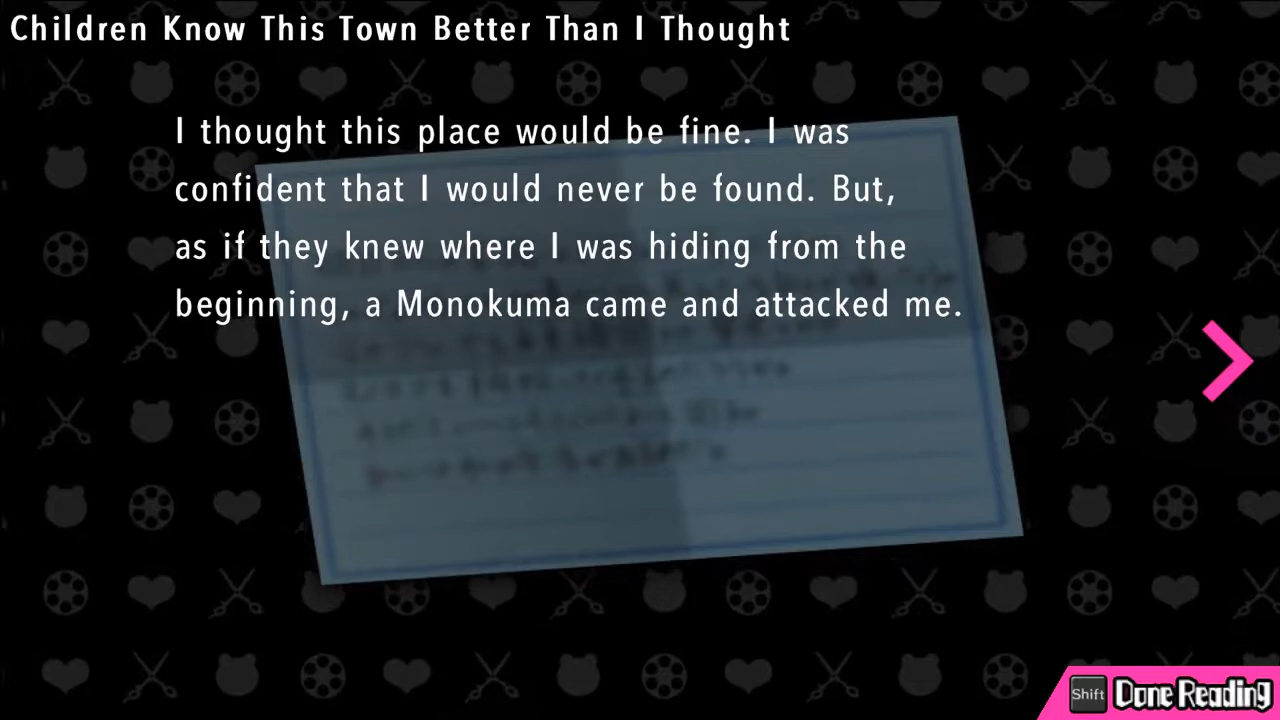 Children Know This Town Better Than I Thought
I thought this place would be fine. I was
confident that I would never be found. But,
as if they knew where I was hiding from the
beginning, a Monokuma came and attacked me.
Shift Done Reading